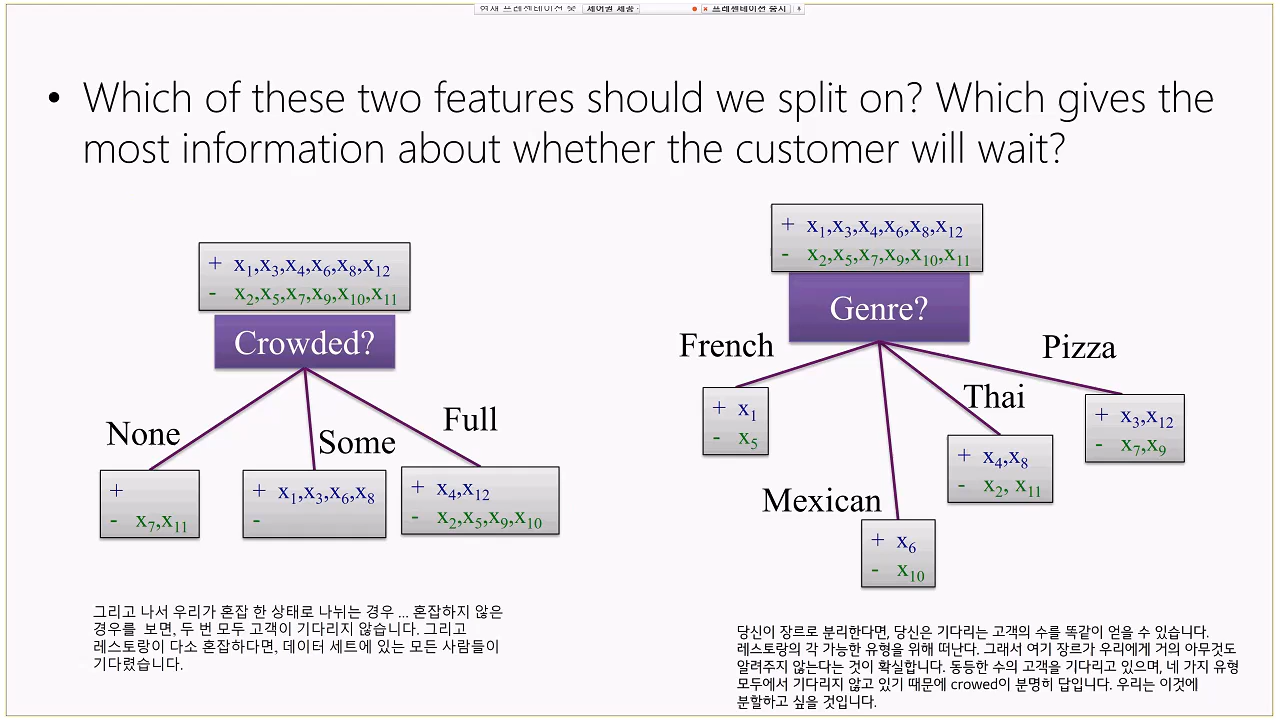 제어권 제공
프레젠테이션 중지
• Which of these two features should we split on? Which gives the
most information about whether the customer will wait?
+ x1,x3,x4,x6,x8,x12
- x2,x5,x7,x9,x10,x11
Crowded?
None
Some
Full
+
- x7,x11
+ x1,x3,x6,x8
-
+ x4,x12
- x2,x5,x9,x10
그리고 나서 우리가 혼잡 한 상태로 나뉘는 경우 ... 혼잡하지 않은
경우를 보면, 두 번 모두 고객이 기다리지 않습니다. 그리고
레스토랑이 다소 혼잡하다면, 데이터 세트에 있는 모든 사람들이
기다렸습니다.
+ x1,x3,x4,x6,x8,x12
- x2,x5,x7,x9,x10,x11
Genre?
French
Mexican
Thai
Pizza
+ x1
- x5
+ x6
- x10
+ x4,x8
- x2, x11
+ x3,x12
- x7,x9
당신이 장르로 분리한다면, 당신은 기다리는 고객의 수를 똑같이 얻을 수 있습니다.
레스토랑의 각 가능한 유형을 위해 떠난다. 그래서 여기 장르가 우리에게 거의 아무것도
알려주지 않는다는 것이 확실합니다. 동등한 수의 고객을 기다리고 있으며, 네 가지 유형
모두에서 기다리지 않고 있기 때문에 crowed이 분명히 답입니다. 우리는 이것에
분할하고 싶을 것입니다.